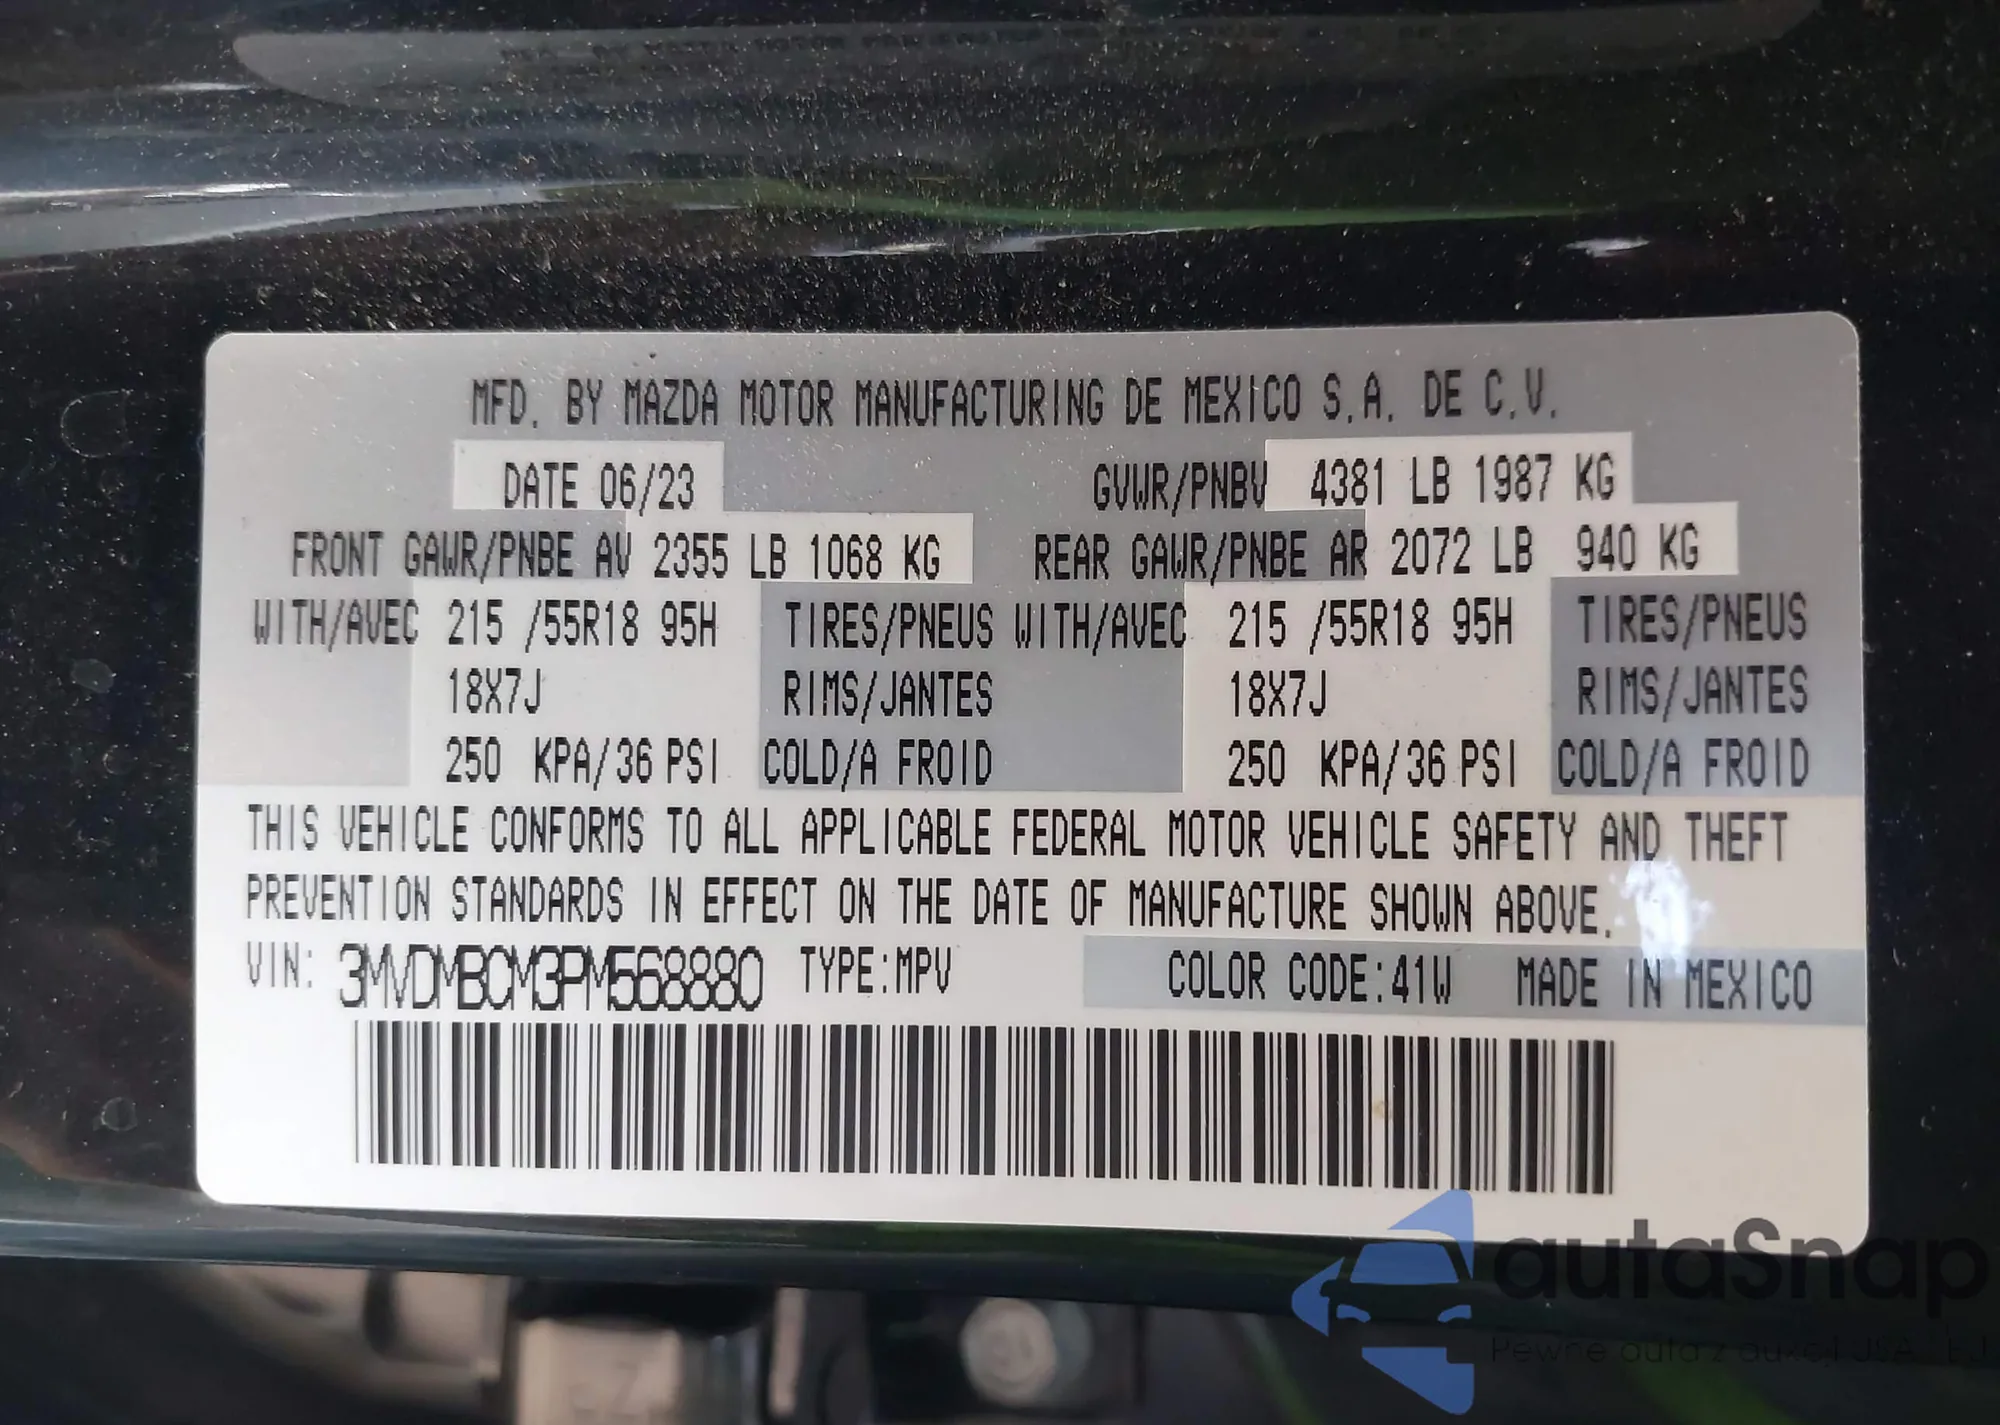 MFD. BY MAZDA MOTOR MANUFACTURING DE MEXICO S.A. DE C.V.
DATE 06/23 GVWR/PNBV 4381 LB 1987 KG
FRONT GAWR/PNBE AV 2355 LB 1068 KG REAR GAWR/PNBE AR 2072 LB 940 KG
WITH/AVEC 215 /55R18 95H TIRES/PNEUS WITH/AVEC 215 /55R18 95H TIRES/PNEUS
18X7J RIMS/JANTES 18X7J RIMS/JANTES
250 KPA/36 PSI COLD/A FROID 250 KPA/36 PSI COLD/A FROID
THIS VEHICLE CONFORMS TO ALL APPLICABLE FEDERAL MOTOR VEHICLE SAFETY AND THEFT
PREVENTION STANDARDS IN EFFECT ON THE DATE OF MANUFACTURE SHOWN ABOVE.
VIN: 3MVDMBCM3PM568880 TYPE:MPV COLOR CODE:41W MADE IN MEXICO
autaSnap
Pewne auta z aukcji USA